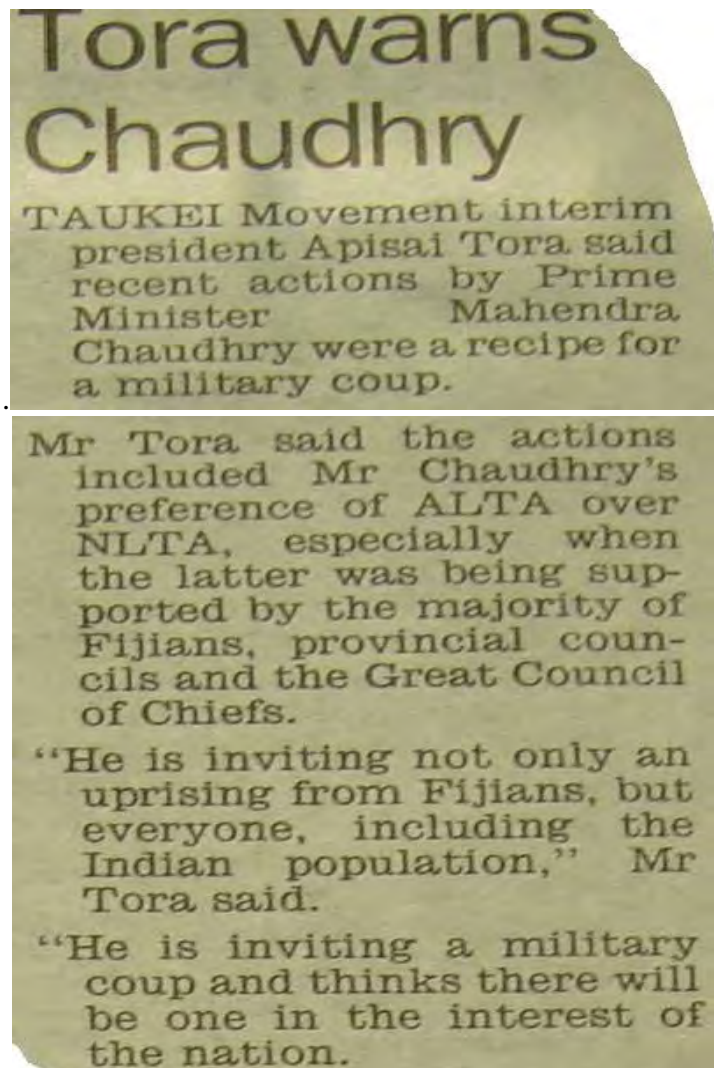 Tora warns
Chaudhry
TAUKEI Movement interim
president Apisai Tora said
recent actions by Prime
Minister Mahendra
Chaudhry were a recipe for
a military coup.
.
Mr Tora said the actions
included Mr Chaudhry's
preference of ALTA over
NLTA, especially when
the latter was being sup-
ported by the majority of
Fijians, provincial coun-
cils and the Great Council
of Chiefs.
“He is inviting not only an
uprising from Fijians, but
everyone, including the
Indian population,” Mr
Tora said.
“He is inviting a military
coup and thinks there will
be one in the interest of
the nation.